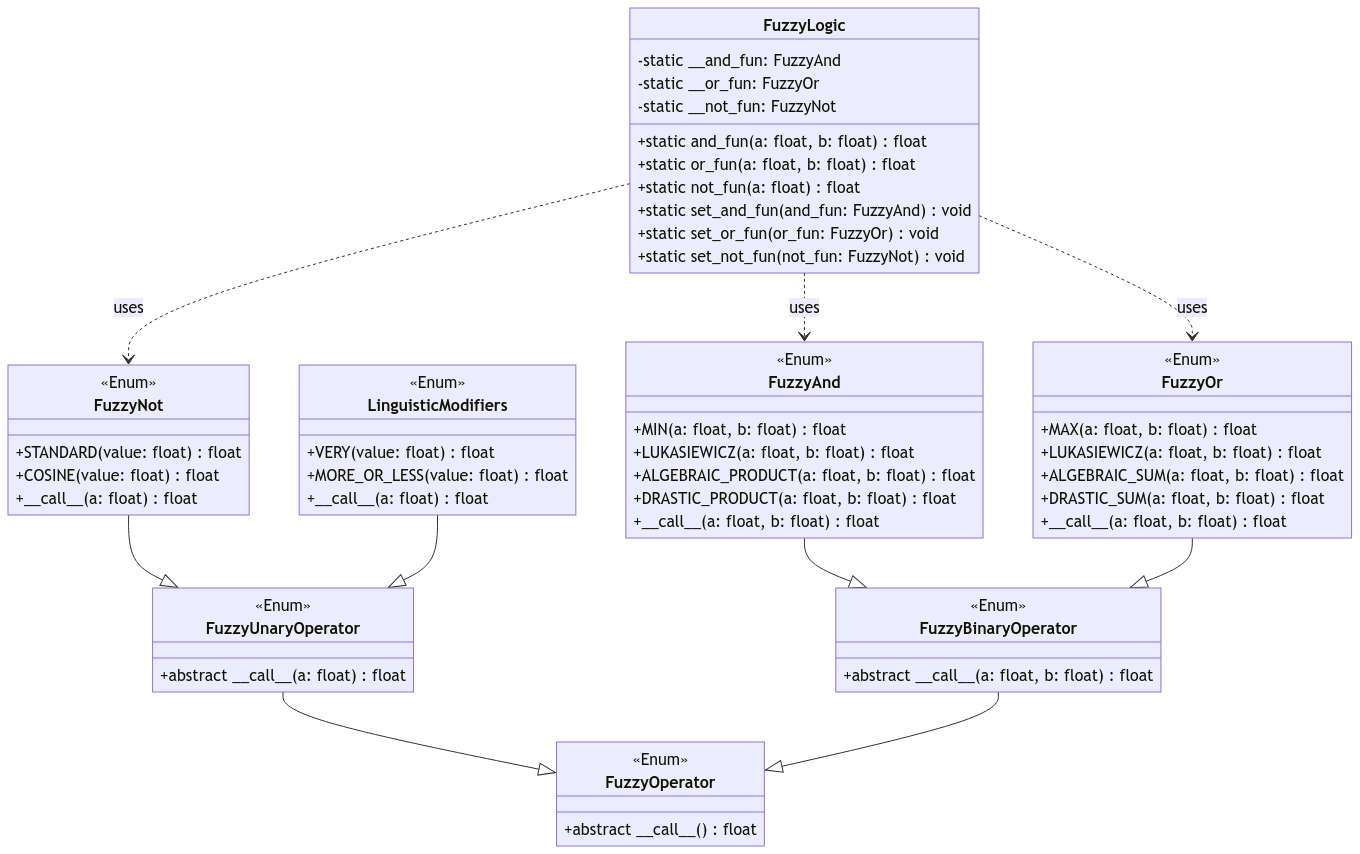 FuzzyLogic
-static __and_fun: FuzzyAnd
-static __or_fun: FuzzyOr
-static __not_fun: FuzzyNot
+static and_fun(a: float, b: float) : float
+static or_fun(a: float, b: float) : float
+static not_fun(a: float) : float
+static set_and_fun(and_fun: FuzzyAnd) : void
+static set_or_fun(or_fun: FuzzyOr) : void
+static set_not_fun(not_fun: FuzzyNot) : void
uses
uses
uses
«Enum»
FuzzyNot
+STANDARD(value: float) : float
+COSINE(value: float) : float
+__call__(a: float) : float
«Enum»
LinguisticModifiers
+VERY(value: float) : float
+MORE_OR_LESS(value: float) : float
+__call__(a: float) : float
«Enum»
FuzzyAnd
+MIN(a: float, b: float) : float
+LUKASIEWICZ(a: float, b: float) : float
+ALGEBRAIC_PRODUCT(a: float, b: float) : float
+DRASTIC_PRODUCT(a: float, b: float) : float
+__call__(a: float, b: float) : float
«Enum»
FuzzyOr
+MAX(a: float, b: float) : float
+LUKASIEWICZ(a: float, b: float) : float
+ALGEBRAIC_SUM(a: float, b: float) : float
+DRASTIC_SUM(a: float, b: float) : float
+__call__(a: float, b: float) : float
«Enum»
FuzzyUnaryOperator
+abstract __call__(a: float) : float
«Enum»
FuzzyBinaryOperator
+abstract __call__(a: float, b: float) : float
«Enum»
FuzzyOperator
+abstract __call__() : float